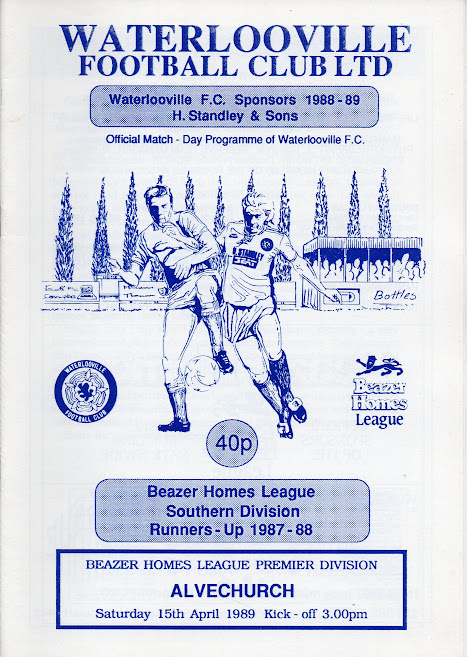 WATERLOOVILLE
FOOTBALL CLUB LTD
Waterlooville F.C. Sponsors 1988-89
H. Standley & Sons
Official Match - Day Programme of Waterlooville F.C.
Bottles
WATERLOOVILLE
FOOTBALL CLUB
Beazer
Homes
League
40p
Beazer Homes League
Southern Division
Runners-Up 1987-88
BEAZER HOMES LEAGUE PREMIER DIVISION
ALVECHURCH
Saturday 15th April 1989 Kick-off 3.00pm